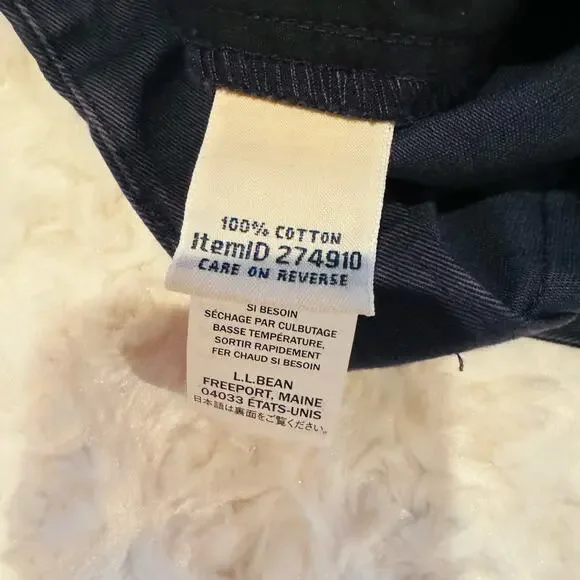 100% COTTON
ItemID 274910
CARE ON REVERSE
SI BESOIN
SÉCHAGE PAR CULBUTAGE
BASSE TEMPÉRATURE,
SORTIR RAPIDEMENT
FER CHAUD SI BESOIN
L.L.BEAN
FREEPORT, MAINE
04033 ÉTATS-UNIS
日本語は裏面をご覧ください。